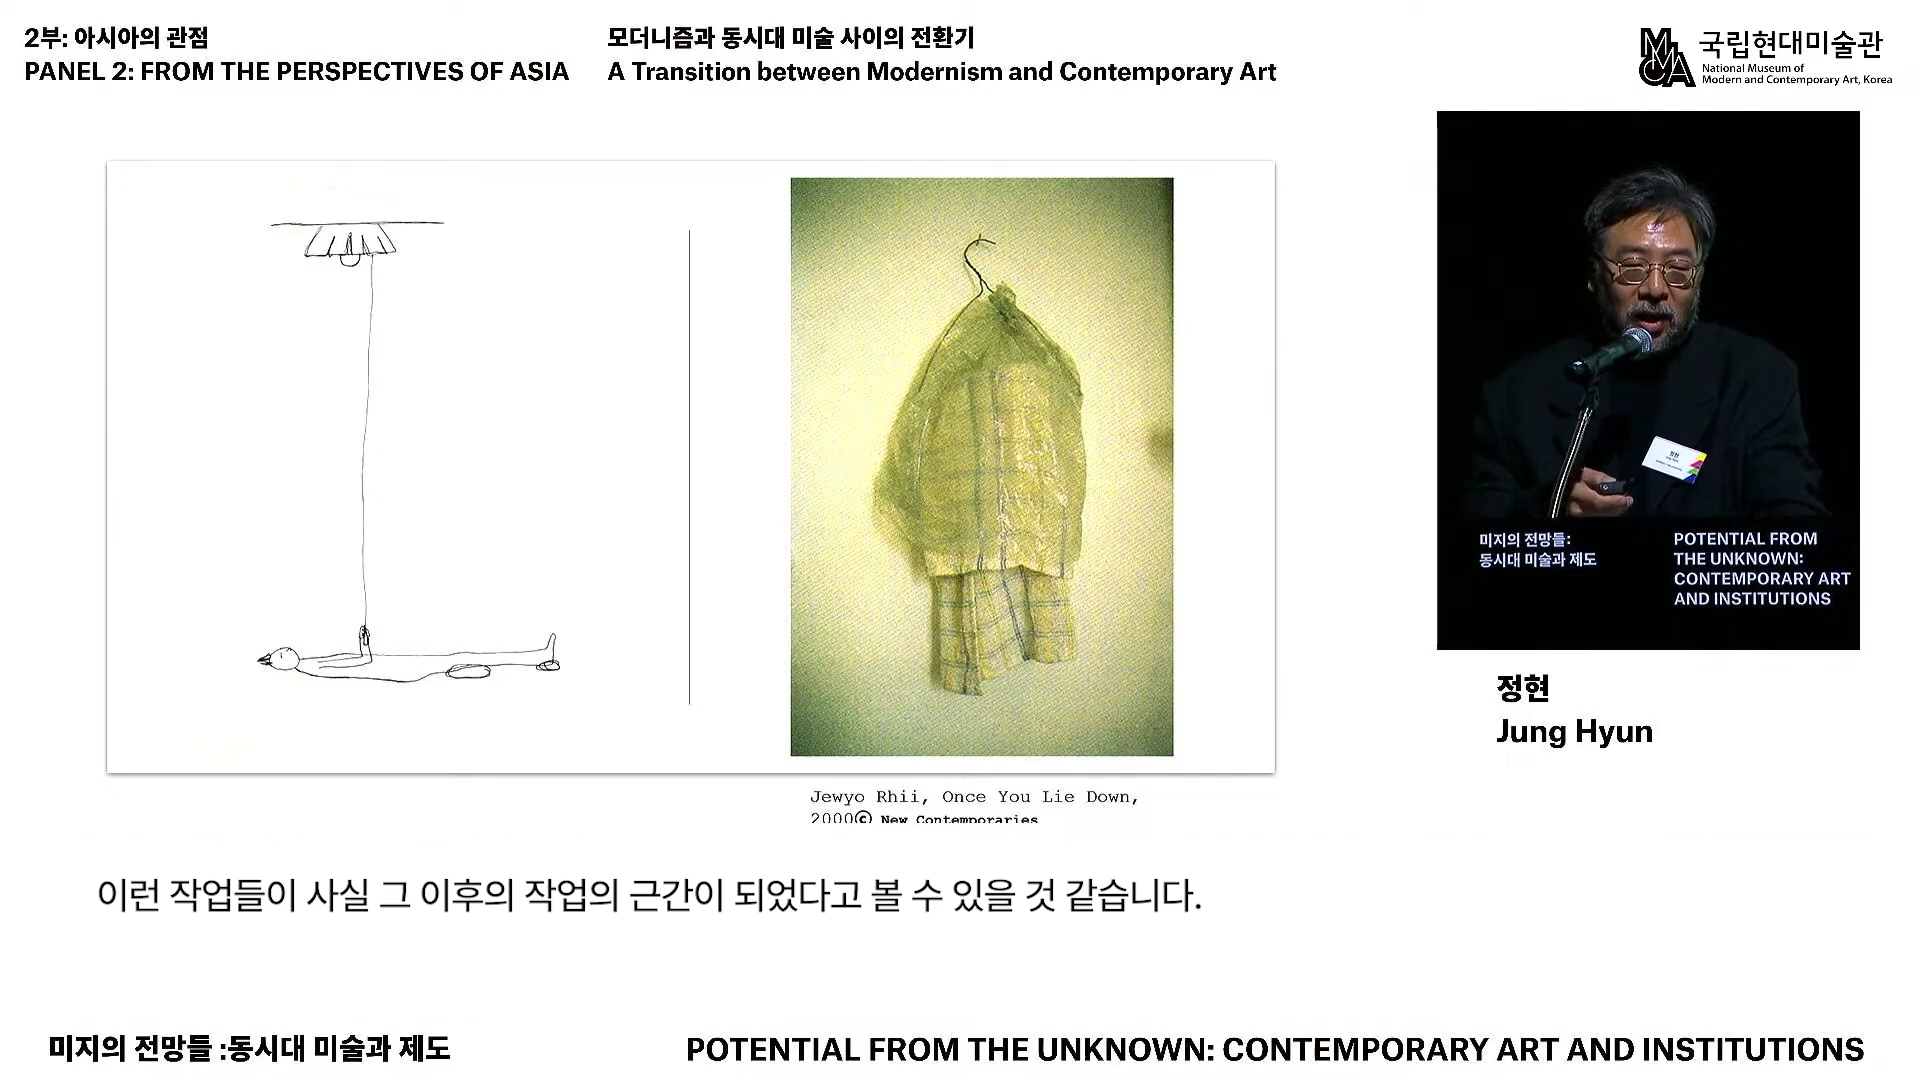 2부: 아시아의 관점
PANEL 2: FROM THE PERSPECTIVES OF ASIA
모더니즘과 동시대 미술 사이의 전환기
A Transition between Modernism and Contemporary Art
MMCA
국립현대미술관
National Museum of
Modern and Contemporary Art, Korea
Jewyo Rhii, Once You Lie Down,
2000© New Contemporaries
정현
미지의 전망들:
동시대 미술과 제도
POTENTIAL FROM
THE UNKNOWN:
CONTEMPORARY ART
AND INSTITUTIONS
정현
Jung Hyun
이런 작업들이 사실 그 이후의 작업의 근간이 되었다고 볼 수 있을 것 같습니다.
미지의 전망들 :동시대 미술과 제도
POTENTIAL FROM THE UNKNOWN: CONTEMPORARY ART AND INSTITUTIONS